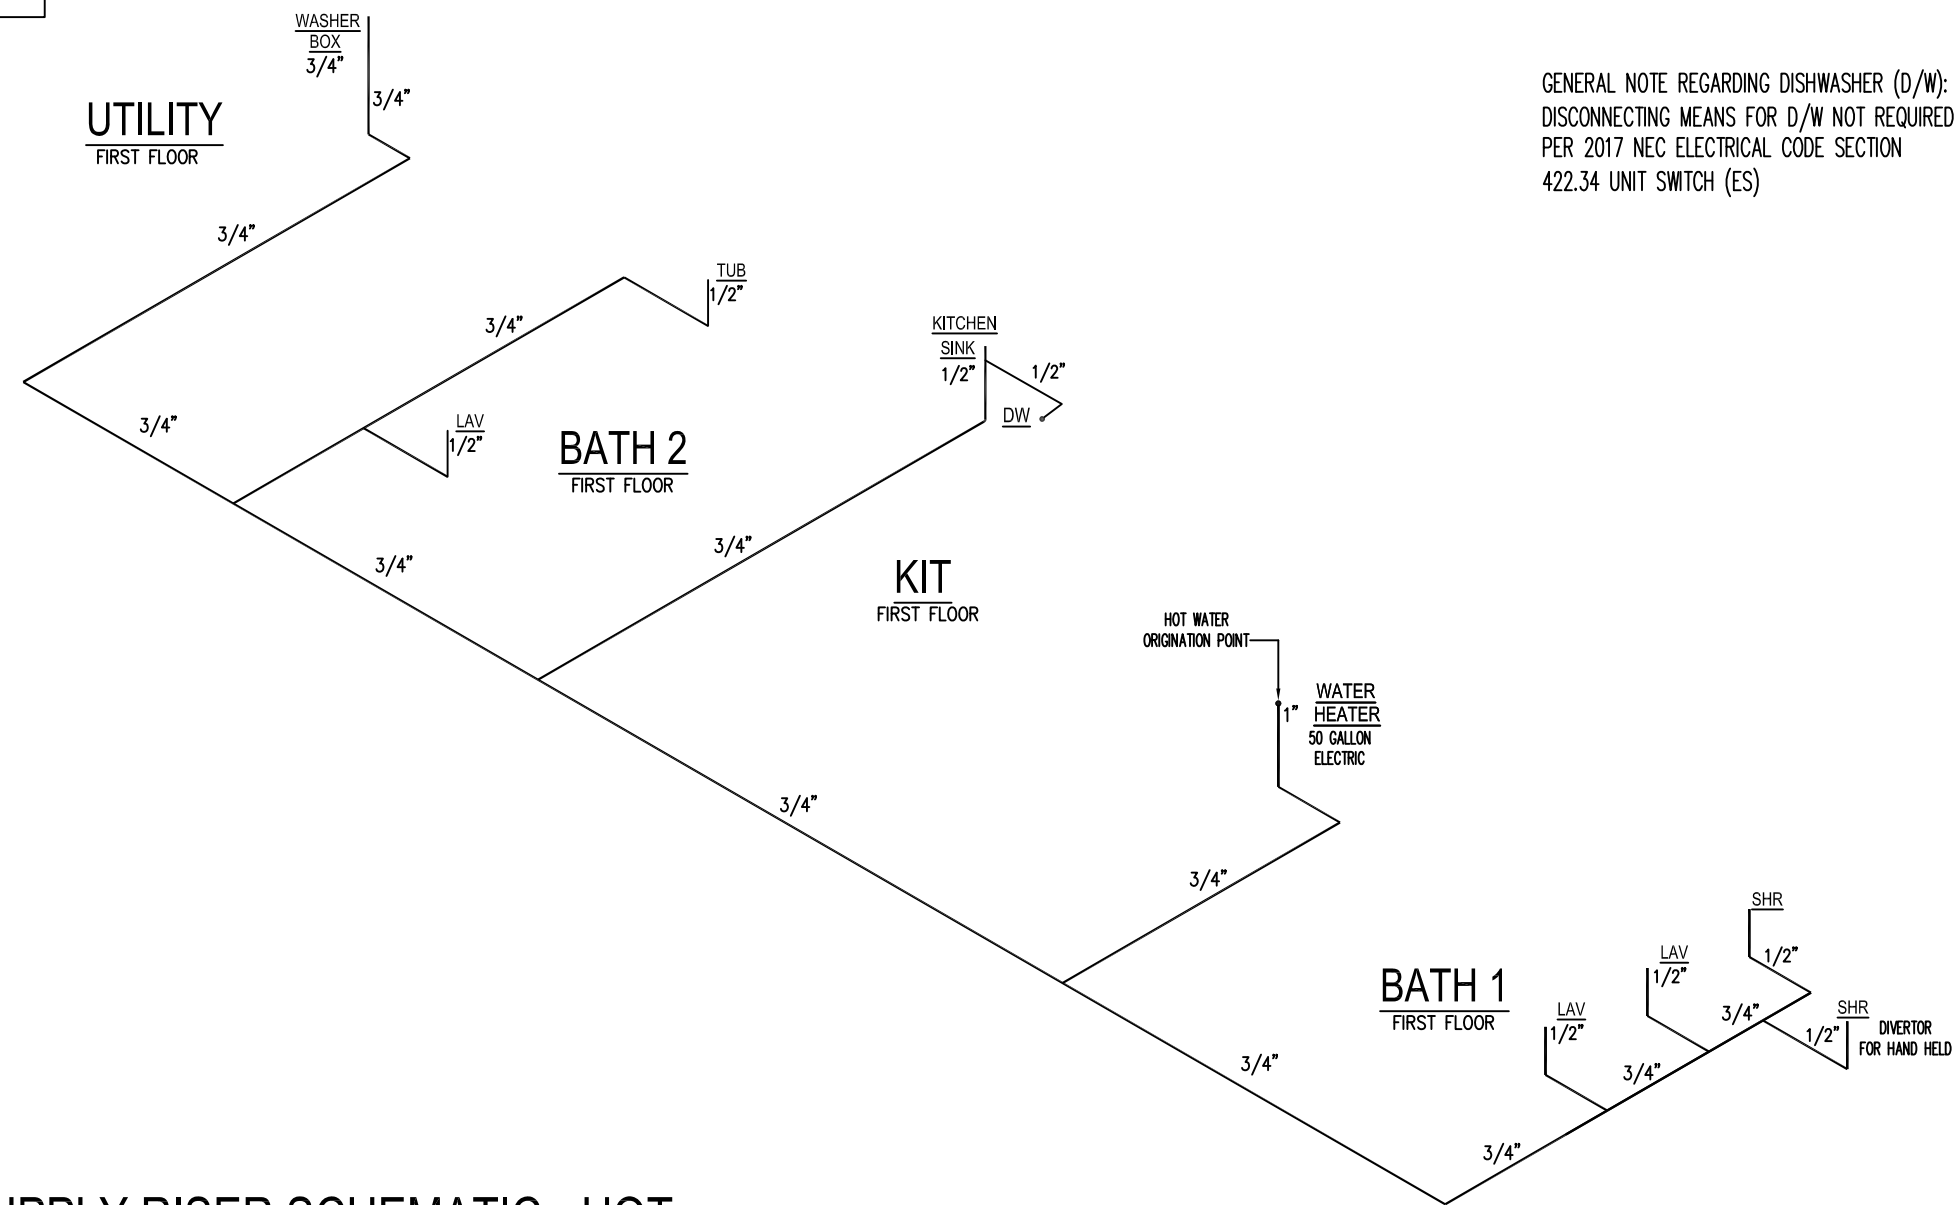 WASHER
BOX
3/4"
3/4"
UTILITY
FIRST FLOOR
GENERAL NOTE REGARDING DISHWASHER (D/W):
DISCONNECTING MEANS FOR D/W NOT REQUIRED
PER 2017 NEC ELECTRICAL CODE SECTION
422.34 UNIT SWITCH (ES)
3/4"
TUB
1/2"
3/4"
KITCHEN
SINK
1/2"
1/2"
DW
3/4"
LAV
1/2"
BATH 2
FIRST FLOOR
3/4"
3/4"
KIT
FIRST FLOOR
HOT WATER
ORIGINATION POINT
1"
WATER
HEATER
50 GALLON
ELECTRIC
3/4"
3/4"
SHR
1/2"
LAV
1/2"
BATH 1
FIRST FLOOR
LAV
1/2"
3/4"
SHR
1/2"
DIVERTOR
FOR HAND HELD
3/4"
3/4"
3/4"
SUPPLY RISER SCHEMATIC - HOT